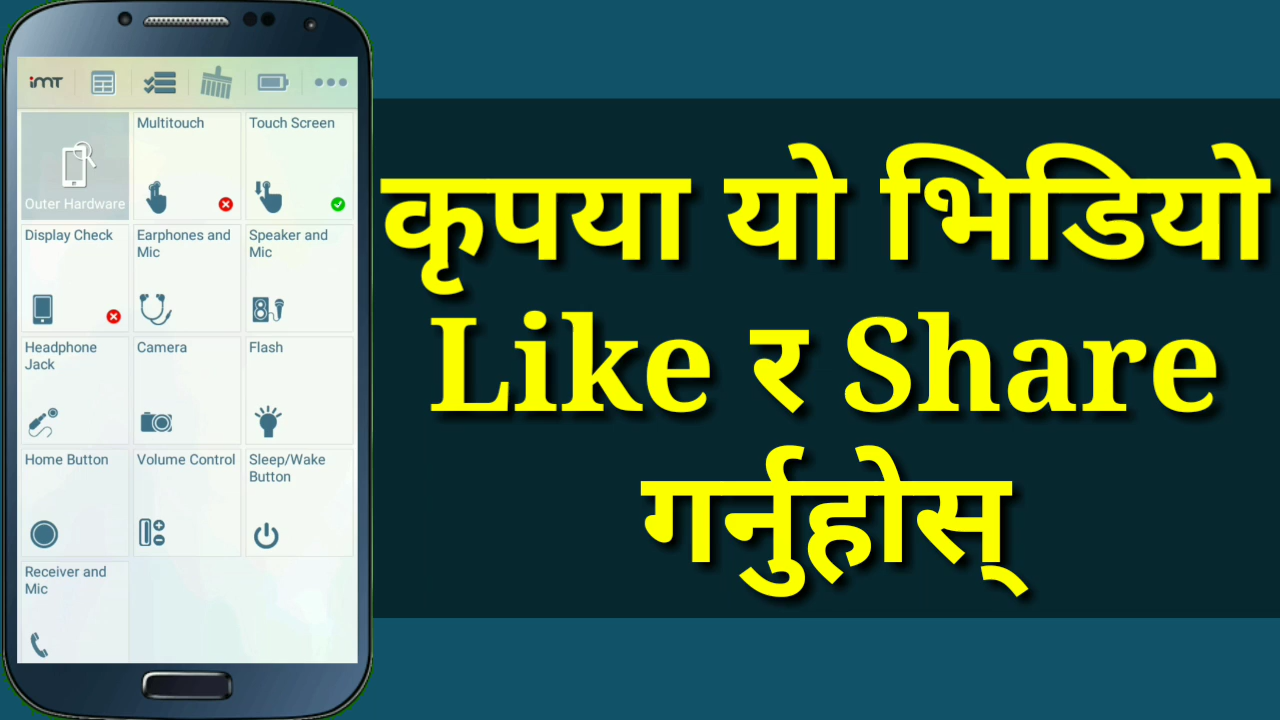 imT
Outer Hardware
Multitouch
Touch Screen
Display Check
Earphones and
Mic
Speaker and
Mic
Headphone
Jack
Camera
Flash
Home Button
Volume Control
Sleep/Wake
Button
Receiver and
Mic
कृपया यो भिडियो
Like र Share
गर्नुहोस्